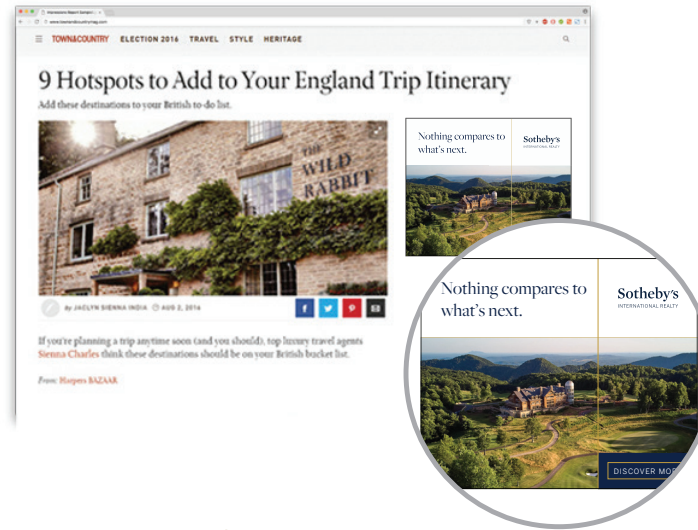 www.townandcountrymag.com
TOWN&COUNTRY ELECTION 2016 TRAVEL STYLE HERITAGE
9 Hotspots to Add to Your England Trip Itinerary
Add these destinations to your British to-do list.
THE
WILD
RABBIT
by JACLYN SIENNA INDIA AUG 2, 2016
If you're planning a trip anytime soon (and you should), top luxury travel agents
Sienna Charles think these destinations should be on your British bucket list.
From: Harpers BAZAAR
Nothing compares to
what's next.
Sotheby's
INTERNATIONAL REALTY
Nothing compares to
what's next.
Sotheby's
INTERNATIONAL REALTY
DISCOVER MOR